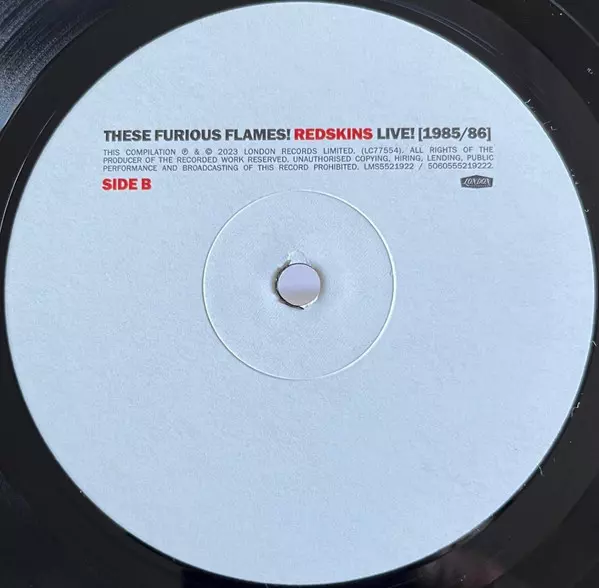 THESE FURIOUS FLAMES! REDSKINS LIVE! [1985/86]
THIS COMPILATION ℗ & © 2023 LONDON RECORDS LIMITED. (LC77554). ALL RIGHTS OF THE
PRODUCER OF THE RECORDED WORK RESERVED. UNAUTHORISED COPYING, HIRING, LENDING, PUBLIC
PERFORMANCE AND BROADCASTING OF THIS RECORD PROHIBITED. LMS5521922 / 5060555219222.
SIDE B
LONDON